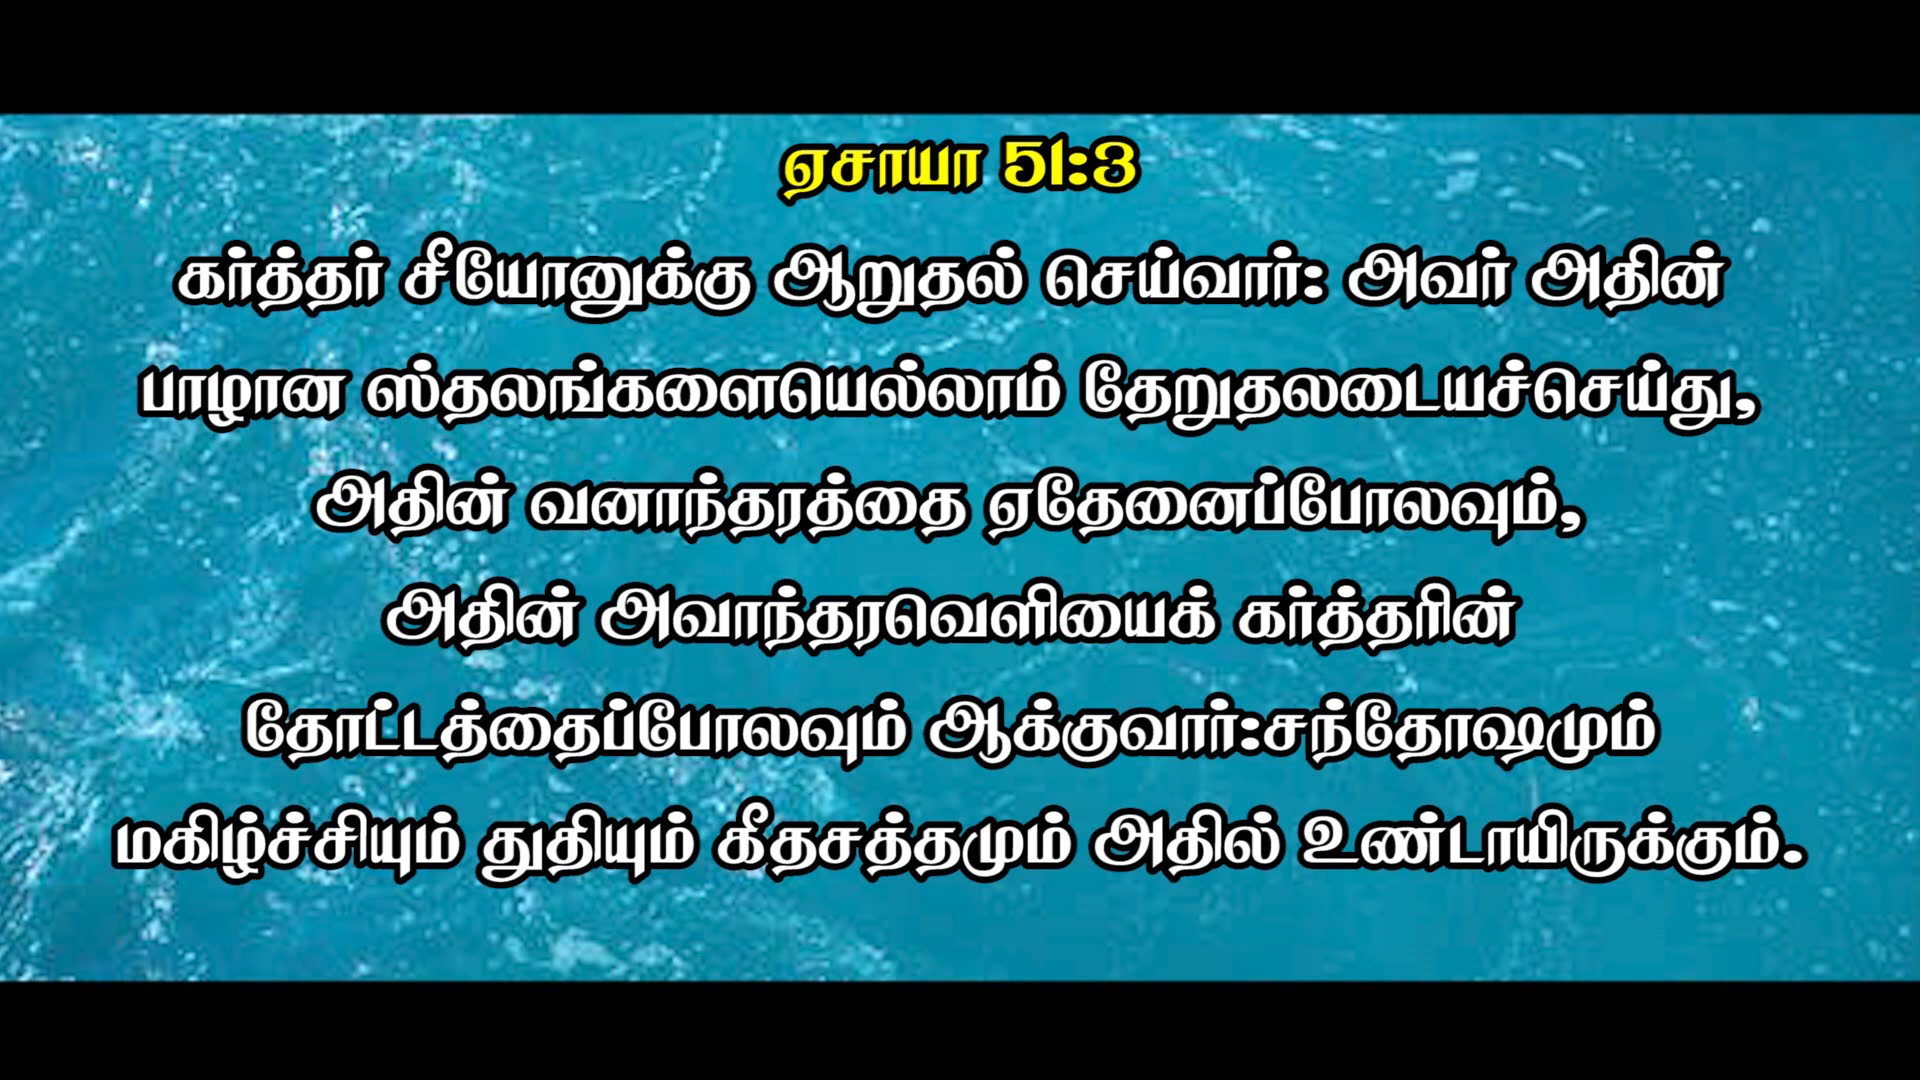 ஏசாயா 51:3
கர்த்தர் சீயோனுக்கு ஆறுதல் செய்வார்: அவர் அதின்
பாழான ஸ்தலங்களையெல்லாம் தேறுதலடையச்செய்து,
அதின் வனாந்தரத்தை ஏதேனைப்போலவும்,
அதின் அவாந்தரவெளியைக் கர்த்தரின்
தோட்டத்தைப்போலவும் ஆக்குவார்:சந்தோஷமும்
மகிழ்ச்சியும் துதியும் கீதசத்தமும் அதில் உண்டாயிருக்கும்.